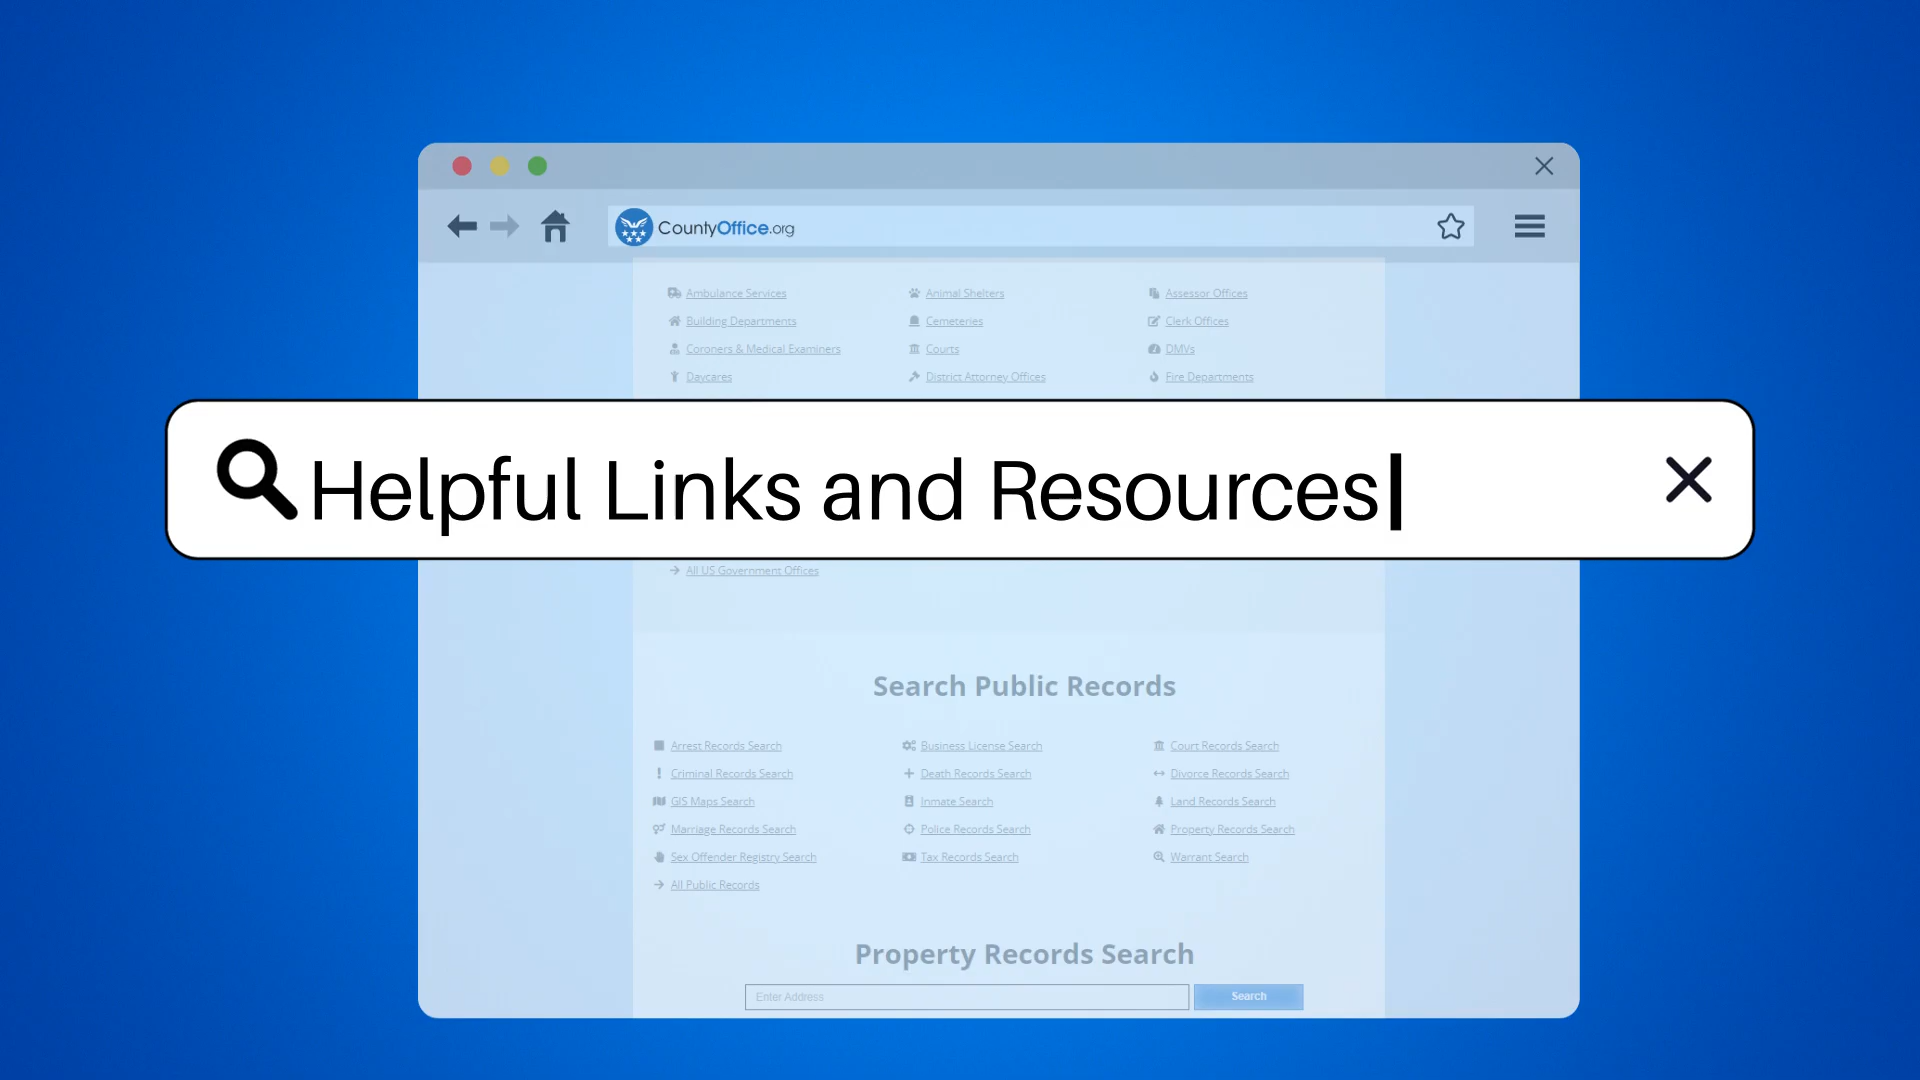 CountyOffice.org
Ambulance Services Animal Shelters Assessor Offices
Building Departments Cemeteries Clerk Offices
Coroners & Medical Examiners Courts DMVs
Daycares District Attorney Offices Fire Departments
Helpful Links and Resources
All US Government Offices
Search Public Records
Arrest Records Search Business License Search Court Records Search
Criminal Records Search Death Records Search Divorce Records Search
GIS Maps Search Inmate Search Land Records Search
Marriage Records Search Police Records Search Property Records Search
Sex Offender Registry Search Tax Records Search Warrant Search
All Public Records
Property Records Search
Enter Address Search